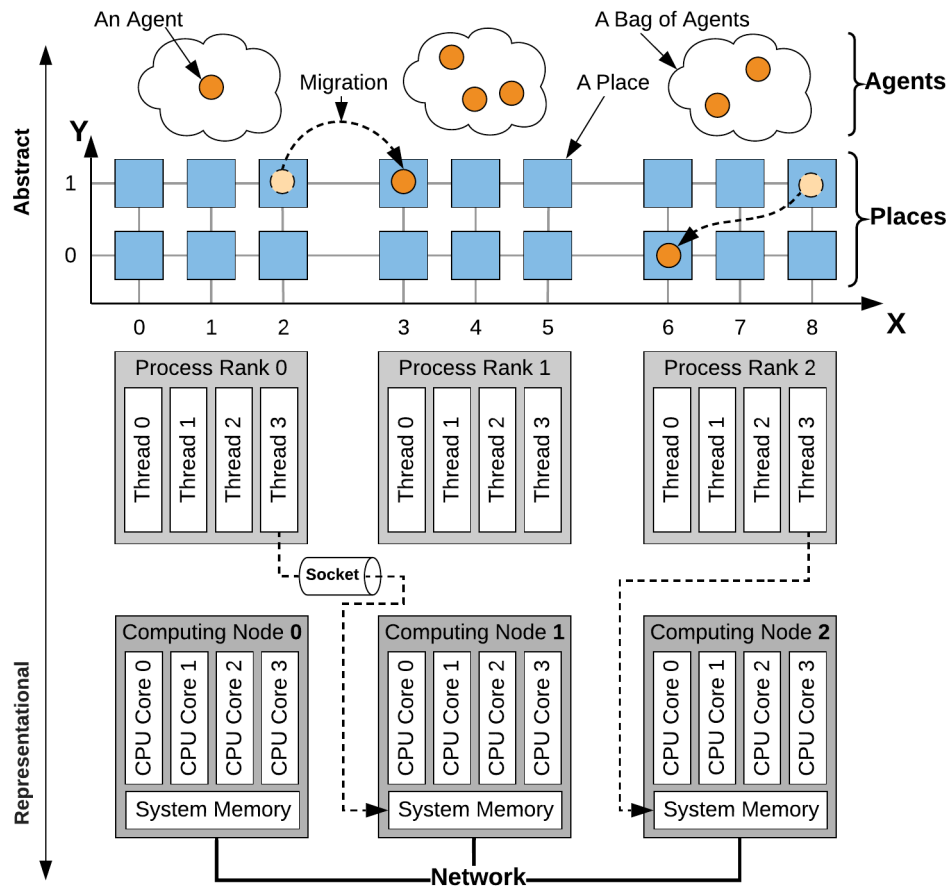 An Agent
A Bag of Agents
Migration
A Place
Agents
Y
Abstract
1
Places
0
0 1 2 3 4 5 6 7 8
X
Process Rank 0
Thread 0
Thread 1
Thread 2
Thread 3
Process Rank 1
Thread 0
Thread 1
Thread 2
Thread 3
Process Rank 2
Thread 0
Thread 1
Thread 2
Thread 3
Socket
Representational
Computing Node 0
CPU Core 0
CPU Core 1
CPU Core 2
CPU Core 3
System Memory
Computing Node 1
CPU Core 0
CPU Core 1
CPU Core 2
CPU Core 3
System Memory
Computing Node 2
CPU Core 0
CPU Core 1
CPU Core 2
CPU Core 3
System Memory
Network